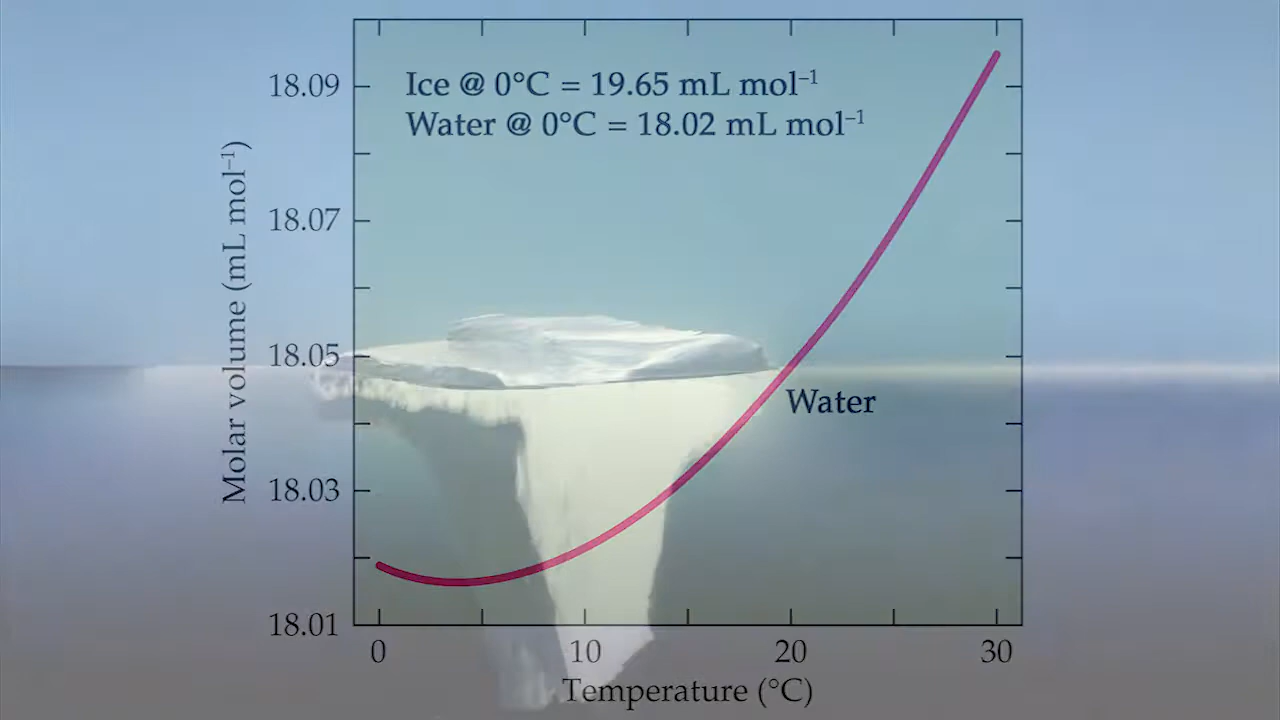 Ice @ 0°C = 19.65 mL mol⁻¹
Water @ 0°C = 18.02 mL mol⁻¹
Molar volume (mL mol⁻¹)
18.09
18.07
18.05
18.03
18.01
Water
0 10 20 30
Temperature (°C)